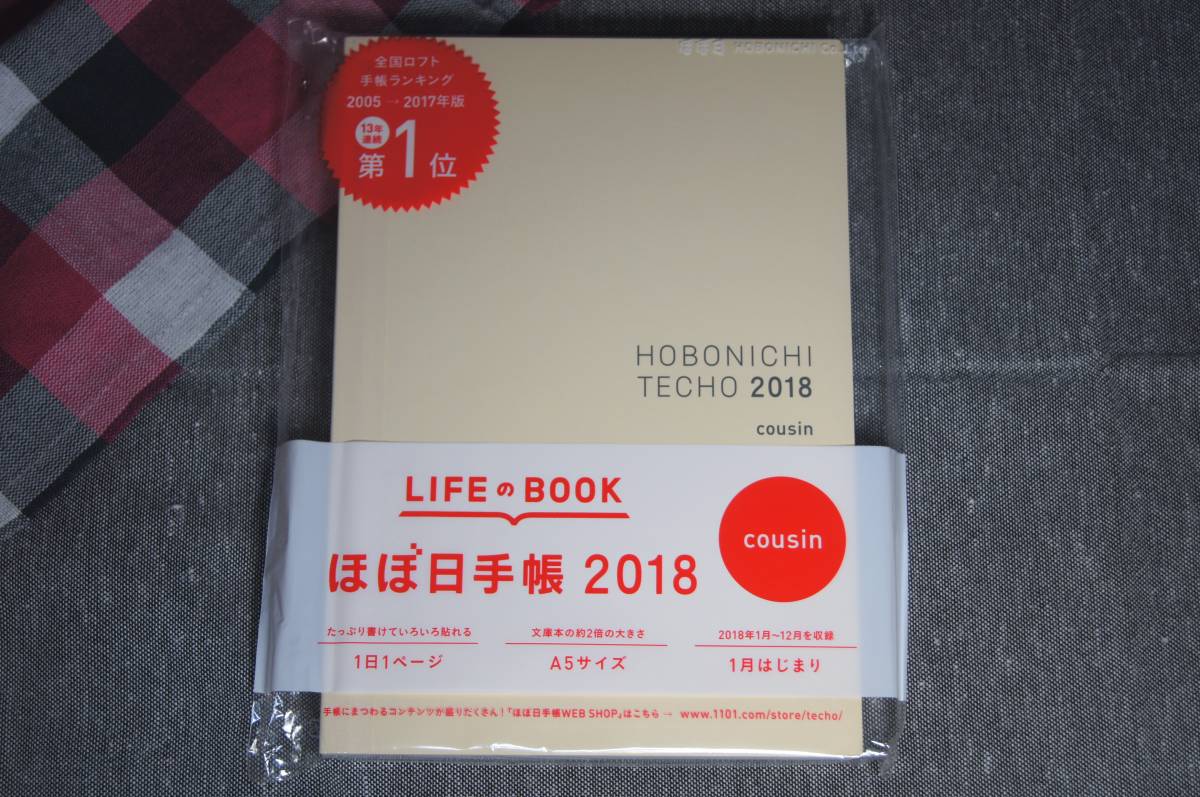 ほぼ日 HOBONICHI Co.,Ltd.
全国ロフト
手帳ランキング
2005→2017年版
13年
連続
第1位
HOBONICHI
TECHO 2018
cousin
LIFEのBOOK
ほぼ日手帳 2018
cousin
たっぷり書けていろいろ貼れる
1日1ページ
文庫本の約2倍の大きさ
A5サイズ
2018年1月〜12月を収録
1月はじまり
手帳にまつわるコンテンツが盛りだくさん!『ほぼ日手帳WEB SHOP』はこちら→ www.1101.com/store/techo/